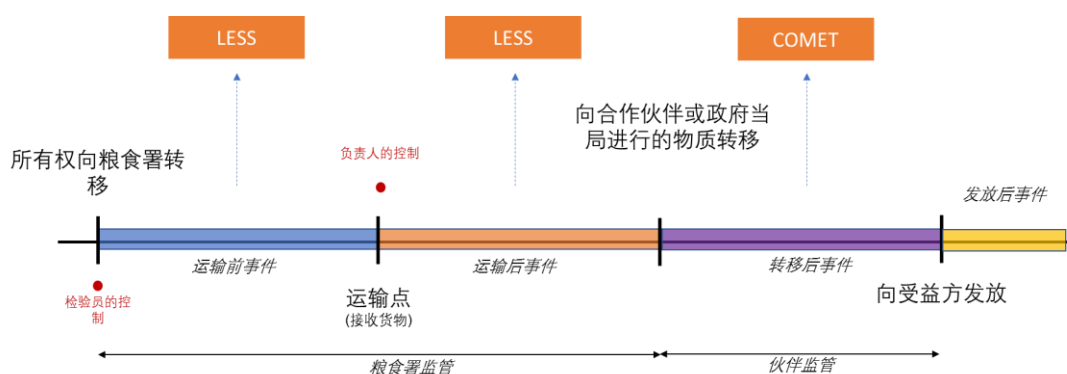 LESS
LESS
COMET
向合作伙伴或政府当
局进行的物质转移
所有权向粮食署转
移
负责人的控制
发放后事件
运输前事件
运输后事件
转移后事件
检验员的控
制
运输点
(接收货物)
向受益方发放
粮食署监管
伙伴监管